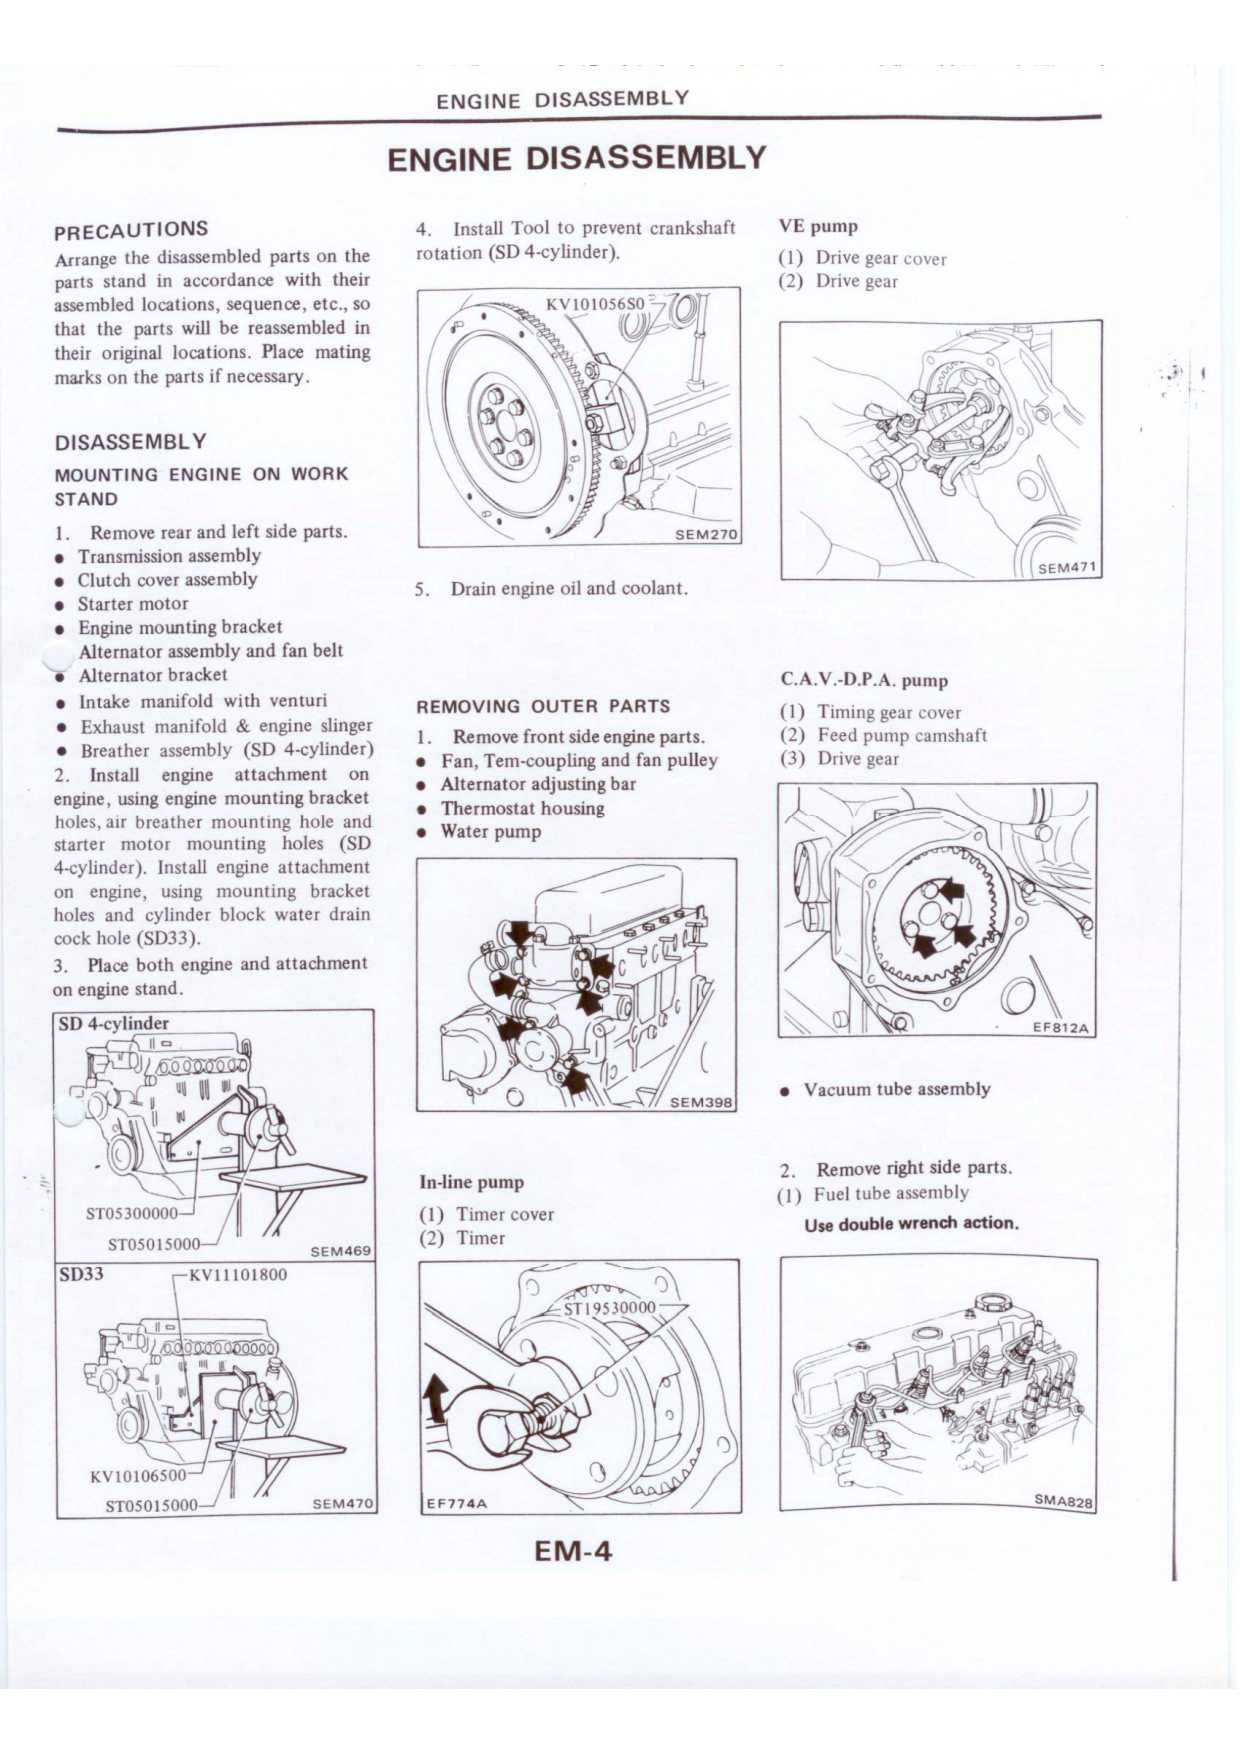 ENGINE DISASSEMBLY
ENGINE DISASSEMBLY
PRECAUTIONS
Arrange the disassembled parts on the
parts stand in accordance with their
assembled locations, sequence, etc., so
that the parts will be reassembled in
their original locations. Place mating
marks on the parts if necessary.
DISASSEMBLY
MOUNTING ENGINE ON WORK
STAND
1. Remove rear and left side parts.
● Transmission assembly
● Clutch cover assembly
● Starter motor
● Engine mounting bracket
Alternator assembly and fan belt
● Alternator bracket
● Intake manifold with venturi
● Exhaust manifold & engine slinger
● Breather assembly (SD 4-cylinder)
2. Install engine attachment on
engine, using engine mounting bracket
holes, air breather mounting hole and
starter motor mounting holes (SD
4-cylinder). Install engine attachment
on engine, using mounting bracket
holes and cylinder block water drain
cock hole (SD33).
3. Place both engine and attachment
on engine stand.
SD 4-cylinder
ST05300000
ST05015000
SEM469
SD33
KV11101800
KV10106500
ST05015000
SEM470
4. Install Tool to prevent crankshaft
rotation (SD 4-cylinder).
KV101056S0
SEM270
5. Drain engine oil and coolant.
REMOVING OUTER PARTS
1. Remove front side engine parts.
● Fan, Tem-coupling and fan pulley
● Alternator adjusting bar
● Thermostat housing
● Water pump
SEM398
In-line pump
(1) Timer cover
(2) Timer
ST19530000
EF774A
VE pump
(1) Drive gear cover
(2) Drive gear
SEM471
C.A.V.-D.P.A. pump
(1) Timing gear cover
(2) Feed pump camshaft
(3) Drive gear
EF812A
● Vacuum tube assembly
2. Remove right side parts.
(1) Fuel tube assembly
Use double wrench action.
SMA828
EM-4